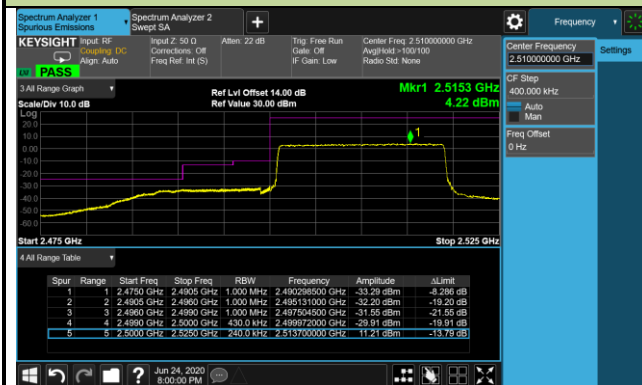 Spectrum Analyzer 1
Spurious Emissions
Spectrum Analyzer 2
Swept SA
+
Frequency
KEYSIGHT
Input: RF
Coupling: DC
Align: Auto
Input Z: 50 Ω
Corrections: Off
Freq Ref: Int (S)
Atten: 22 dB
Trig: Free Run
Gate: Off
IF Gain: Low
Center Freq: 2.510000000 GHz
Avg|Hold:>100/100
Radio Std: None
LV PASS
Center Frequency
2.510000000 GHz
Settings
CF Step
400.000 kHz
Auto
Man
Freq Offset
0 Hz
3 All Range Graph
Ref Lvl Offset 14.00 dB
Mkr1 2.5153 GHz
Scale/Div 10.0 dB
Ref Value 30.00 dBm
4.22 dBm
Log
20.0
10.0
0.00
-10.0
-20.0
-30.0
-40.0
-50.0
-60.0
1
Start 2.475 GHz
Stop 2.525 GHz
4 All Range Table
Spur Range Start Freq Stop Freq RBW Frequency Amplitude ΔLimit
1 1 2.4750 GHz 2.4905 GHz 1.000 MHz 2.490298500 GHz -33.29 dBm -8.286 dB
2 2 2.4905 GHz 2.4960 GHz 1.000 MHz 2.495131000 GHz -32.20 dBm -19.20 dB
3 3 2.4960 GHz 2.4990 GHz 1.000 MHz 2.497504500 GHz -31.55 dBm -21.55 dB
4 4 2.4990 GHz 2.5000 GHz 430.0 kHz 2.499972000 GHz -29.91 dBm -19.91 dB
5 5 2.5000 GHz 2.5250 GHz 240.0 kHz 2.513700000 GHz 11.21 dBm -13.79 dB
?
Jun 24, 2020
8:00:00 PM